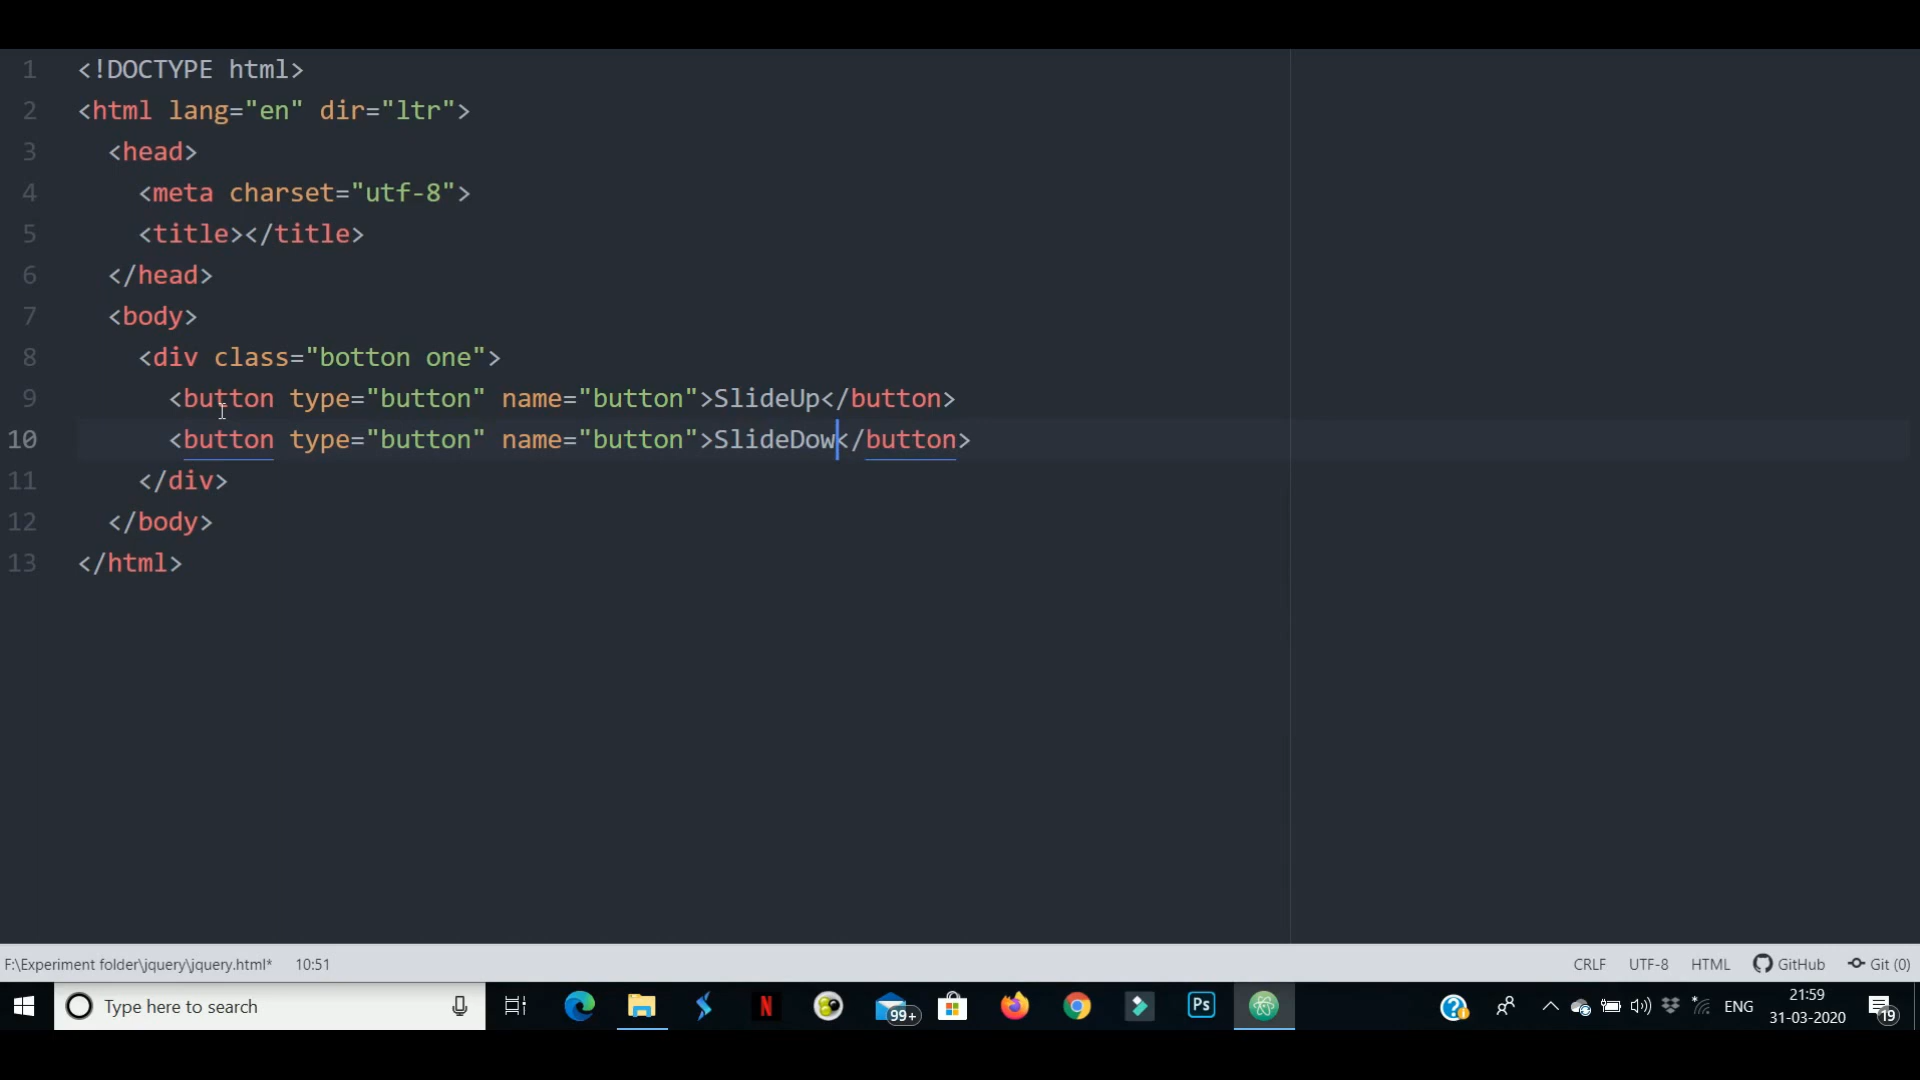 1 <!DOCTYPE html>
2 <html lang="en" dir="ltr">
3 <head>
4 <meta charset="utf-8">
5 <title></title>
6 </head>
7 <body>
8 <div class="botton one">
9 <button type="button" name="button">SlideUp</button>
10 <button type="button" name="button">SlideDow</button>
11 </div>
12 </body>
13 </html>
F:\Experiment folder\jquery\jquery.html* 10:51 CRLF UTF-8 HTML GitHub Git (0)
Type here to search 99+ N Ps ENG 21:59 19
31-03-2020